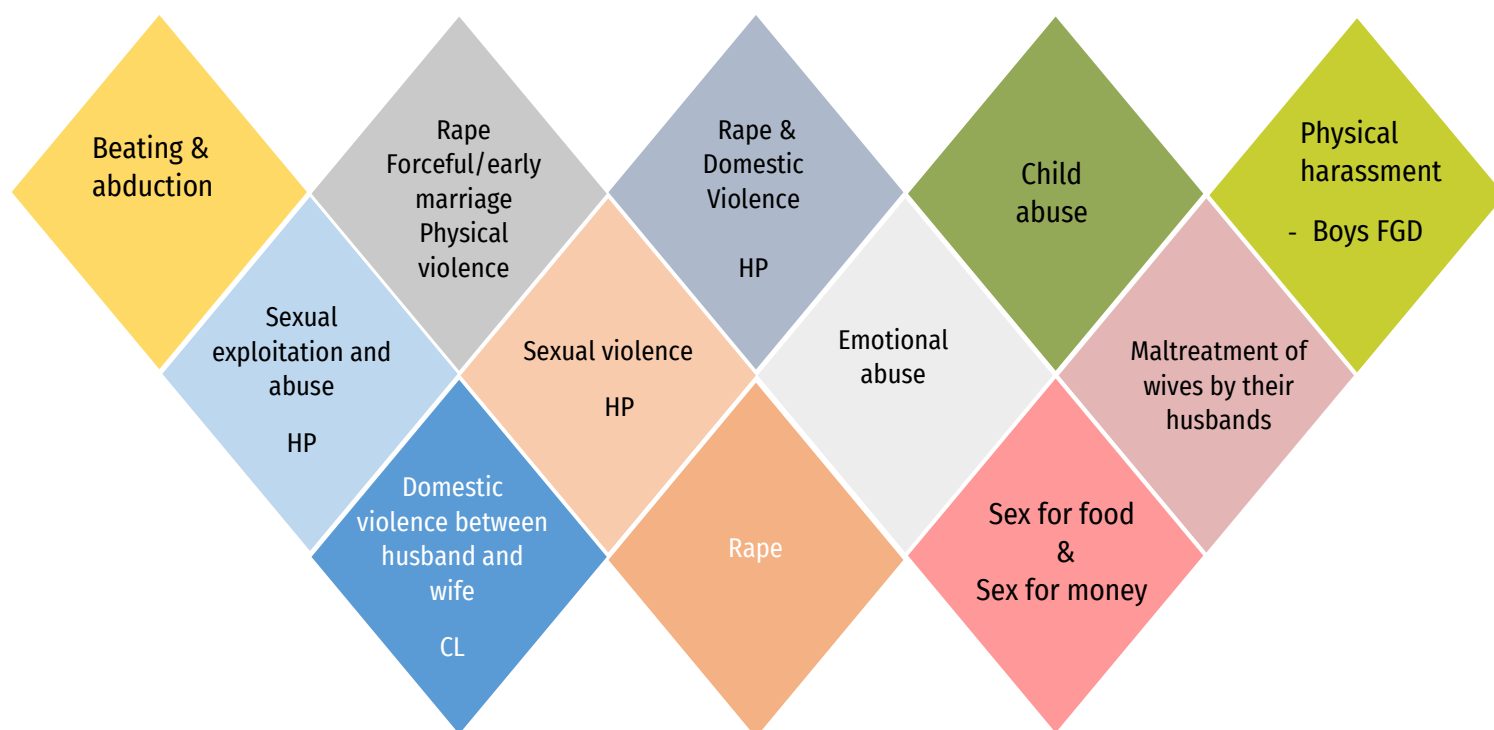 Beating &
abduction
Rape
Forceful/early
marriage
Physical
violence
Rape &
Domestic
Violence
HP
Child
abuse
Physical
harassment
- Boys FGD
Sexual
exploitation and
abuse
HP
Sexual violence
HP
Emotional
abuse
Maltreatment of
wives by their
husbands
Domestic
violence between
husband and
wife
CL
Rape
Sex for food
&
Sex for money